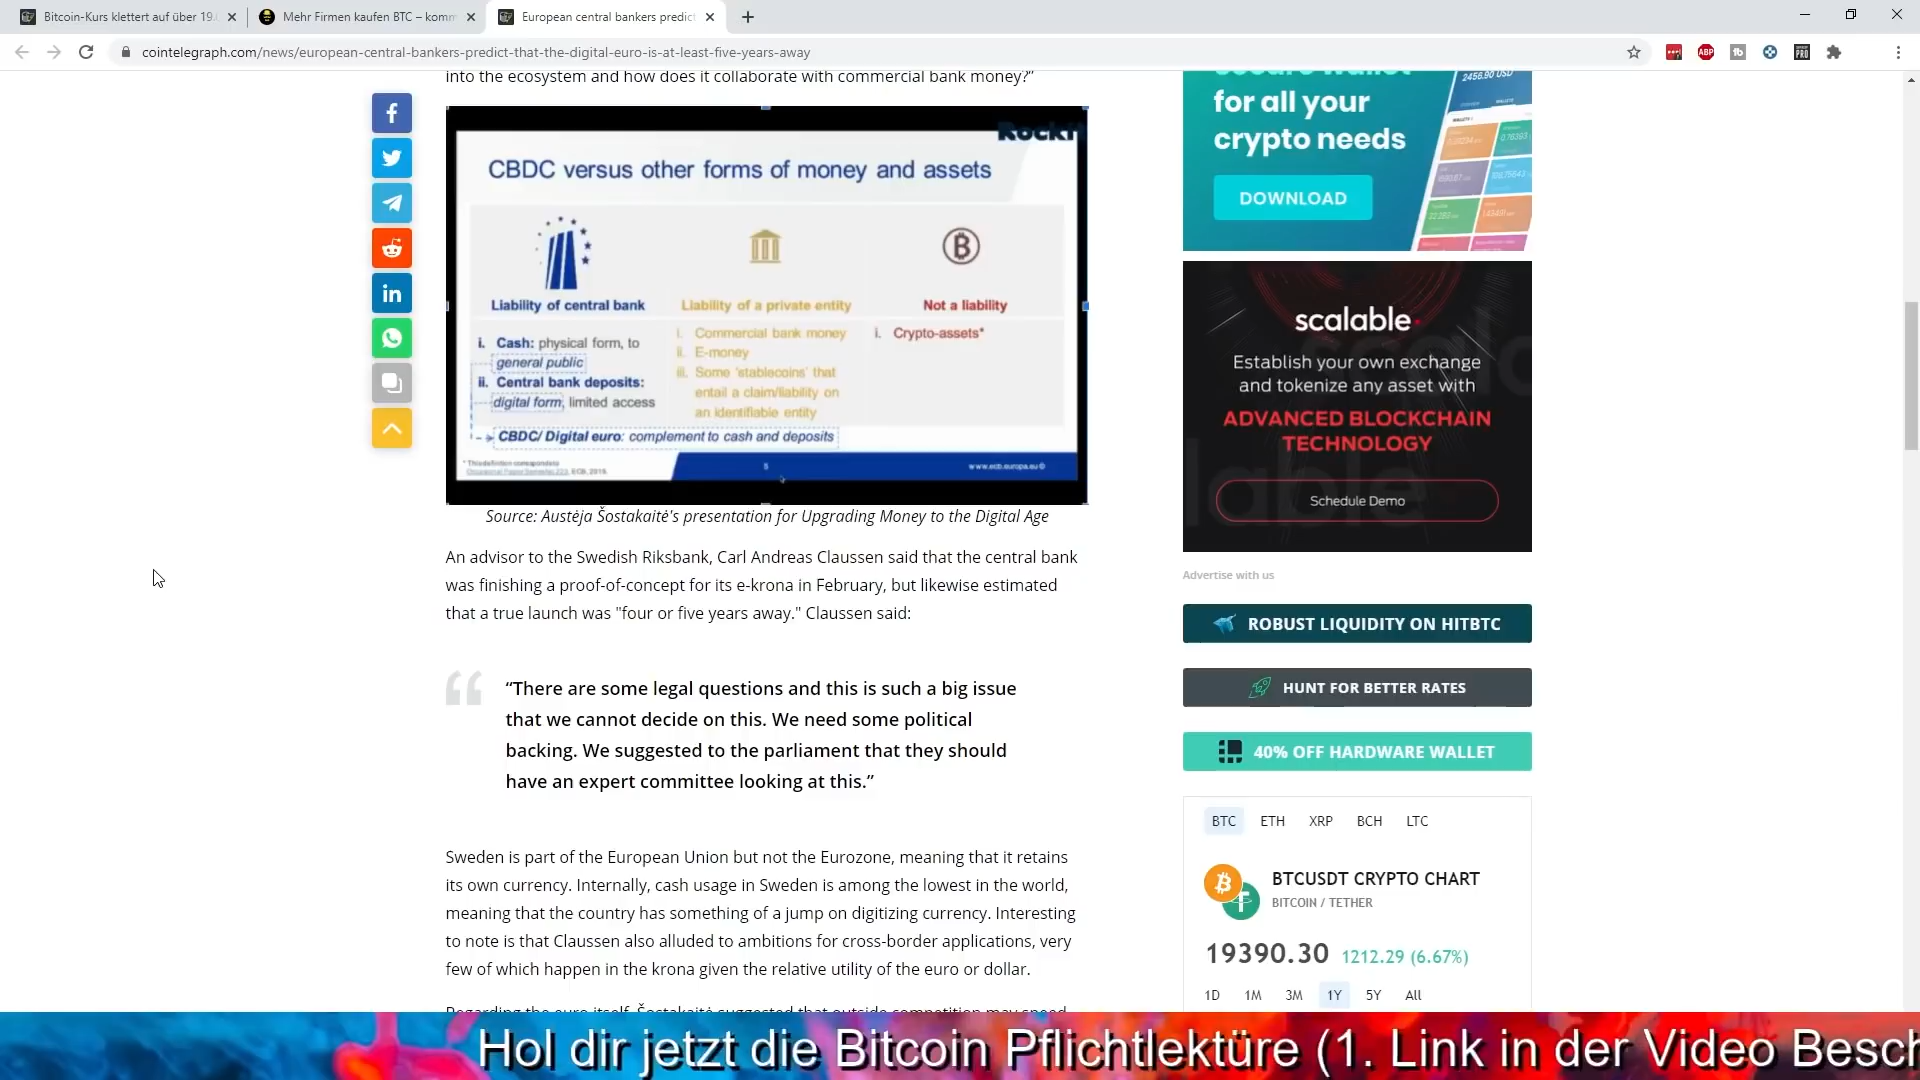 Bitcoin-Kurs klettert auf über 19.
Mehr Firmen kaufen BTC – komm
European central bankers predict
cointelegraph.com/news/european-central-bankers-predict-that-the-digital-euro-is-at-least-five-years-away
into the ecosystem and how does it collaborate with commercial bank money?”
CBDC versus other forms of money and assets
Liability of central bank
i. Cash: physical form, to
general public
ii. Central bank deposits:
digital form, limited access
Liability of a private entity
i. Commercial bank money
ii. E-money
iii. Some 'stablecoins' that
entail a claim/liability on
an identifiable entity
Not a liability
i. Crypto-assets*
CBDC/ Digital euro: complement to cash and deposits
5
www.ecb.europa.eu ©
Source: Austėja Šostakaitė's presentation for Upgrading Money to the Digital Age
An advisor to the Swedish Riksbank, Carl Andreas Claussen said that the central bank
was finishing a proof-of-concept for its e-krona in February, but likewise estimated
that a true launch was "four or five years away." Claussen said:
“There are some legal questions and this is such a big issue
that we cannot decide on this. We need some political
backing. We suggested to the parliament that they should
have an expert committee looking at this.”
Sweden is part of the European Union but not the Eurozone, meaning that it retains
its own currency. Internally, cash usage in Sweden is among the lowest in the world,
meaning that the country has something of a jump on digitizing currency. Interesting
to note is that Claussen also alluded to ambitions for cross-border applications, very
few of which happen in the krona given the relative utility of the euro or dollar.
Regarding the euro itself, Šostakaitė suggested that outside competition may speed
for all your
crypto needs
DOWNLOAD
2456.90 USD
scalable
Establish your own exchange
and tokenize any asset with
ADVANCED BLOCKCHAIN
TECHNOLOGY
Schedule Demo
Advertise with us
ROBUST LIQUIDITY ON HITBTC
HUNT FOR BETTER RATES
40% OFF HARDWARE WALLET
BTC ETH XRP BCH LTC
BTCUSDT CRYPTO CHART
BITCOIN / TETHER
19390.30 1212.29 (6.67%)
1D 1M 3M 1Y 5Y All
Hol dir jetzt die Bitcoin Pflichtlektüre (1. Link in der Video Besch